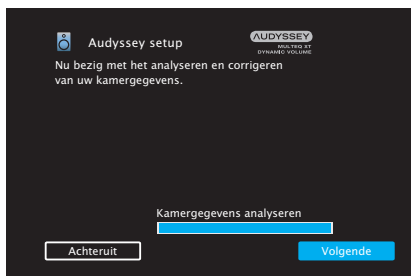 Audyssey setup
AUDYSSEY
MULTEQ XT
DYNAMIC VOLUME
Nu bezig met het analyseren en corrigeren
van uw kamergegevens.
Kamergegevens analyseren
Achteruit
Volgende